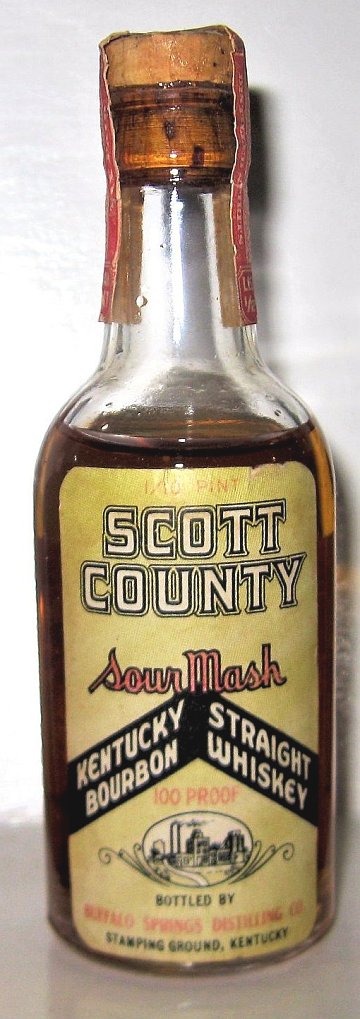 1/10 PINT
SCOTT
COUNTY
Sour Mash
KENTUCKY STRAIGHT
BOURBON WHISKEY
100 PROOF
BOTTLED BY
BUFFALO SPRINGS DISTILLING CO.
STAMPING GROUND, KENTUCKY